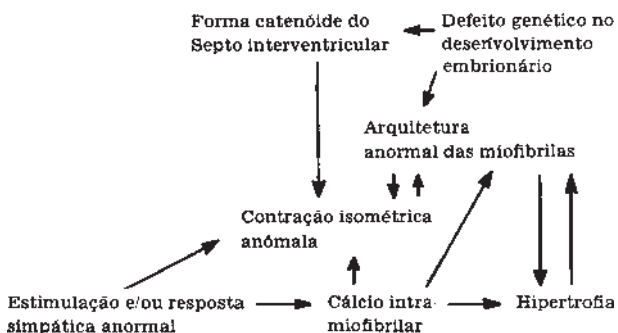 Forma catenóide do
Septo interventricular
Defeito genético no
desenvolvimento
embrionário
Arquitetura
anormal das miofibrilas
Contração isométrica
anómala
Estimulação e/ou resposta
simpática anormal
Cálcio intra-
miofibrilar
Hipertrofia